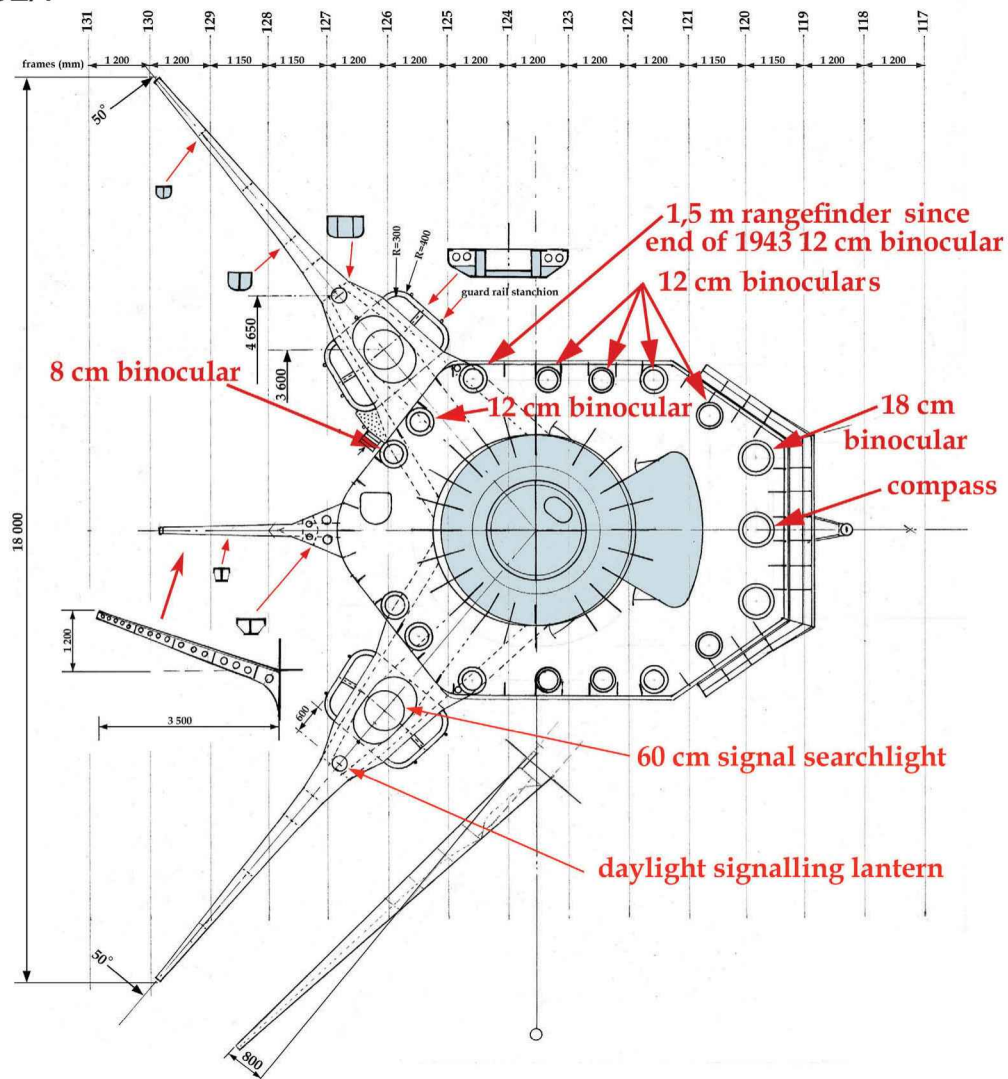 131 130 129 128 127 126 125 124 123 122 121 120 119 118 117
frames (mm) 1 200 1 200 1 150 1 150 1 200 1 200 1 200 1 200 1 200 1 200 1 150 1 150 1 200 1 200
50°
1,5 m rangefinder since
end of 1943 12 cm binocular
R=300
R=400
guard rail stanchion
12 cm binoculars
4 650
3 600
8 cm binocular
12 cm binocular
18 cm
binocular
compass
18 000
1 200
3 500
600
60 cm signal searchlight
daylight signalling lantern
50°
800